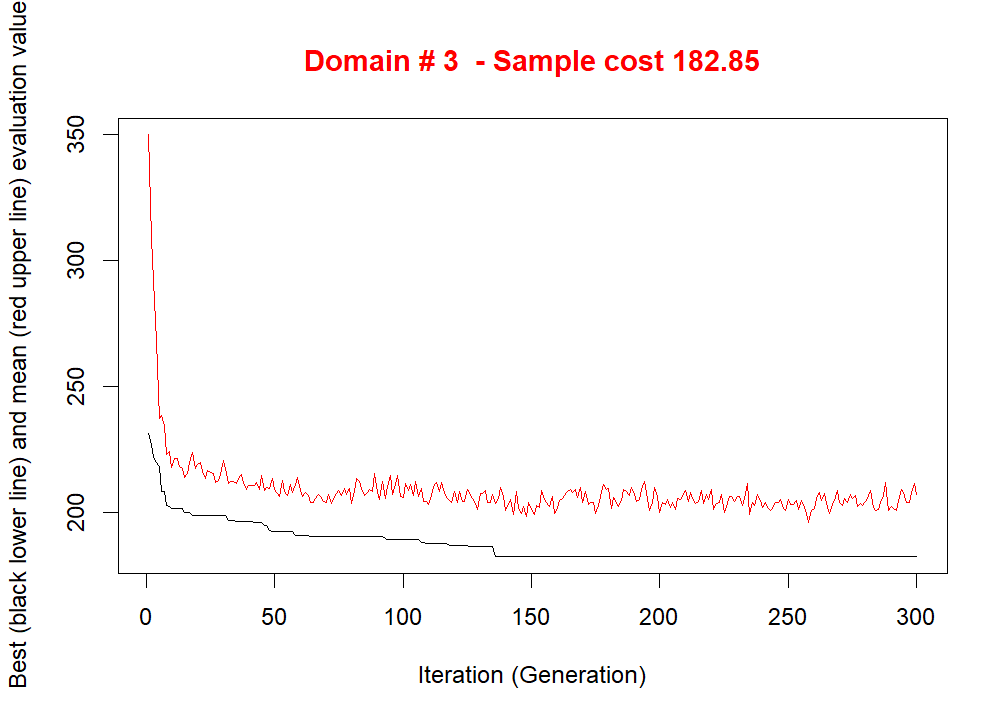 Domain # 3  - Sample cost 182.85
Best (black lower line) and mean (red upper line) evaluation value
350
300
250
200
0 50 100 150 200 250 300
Iteration (Generation)